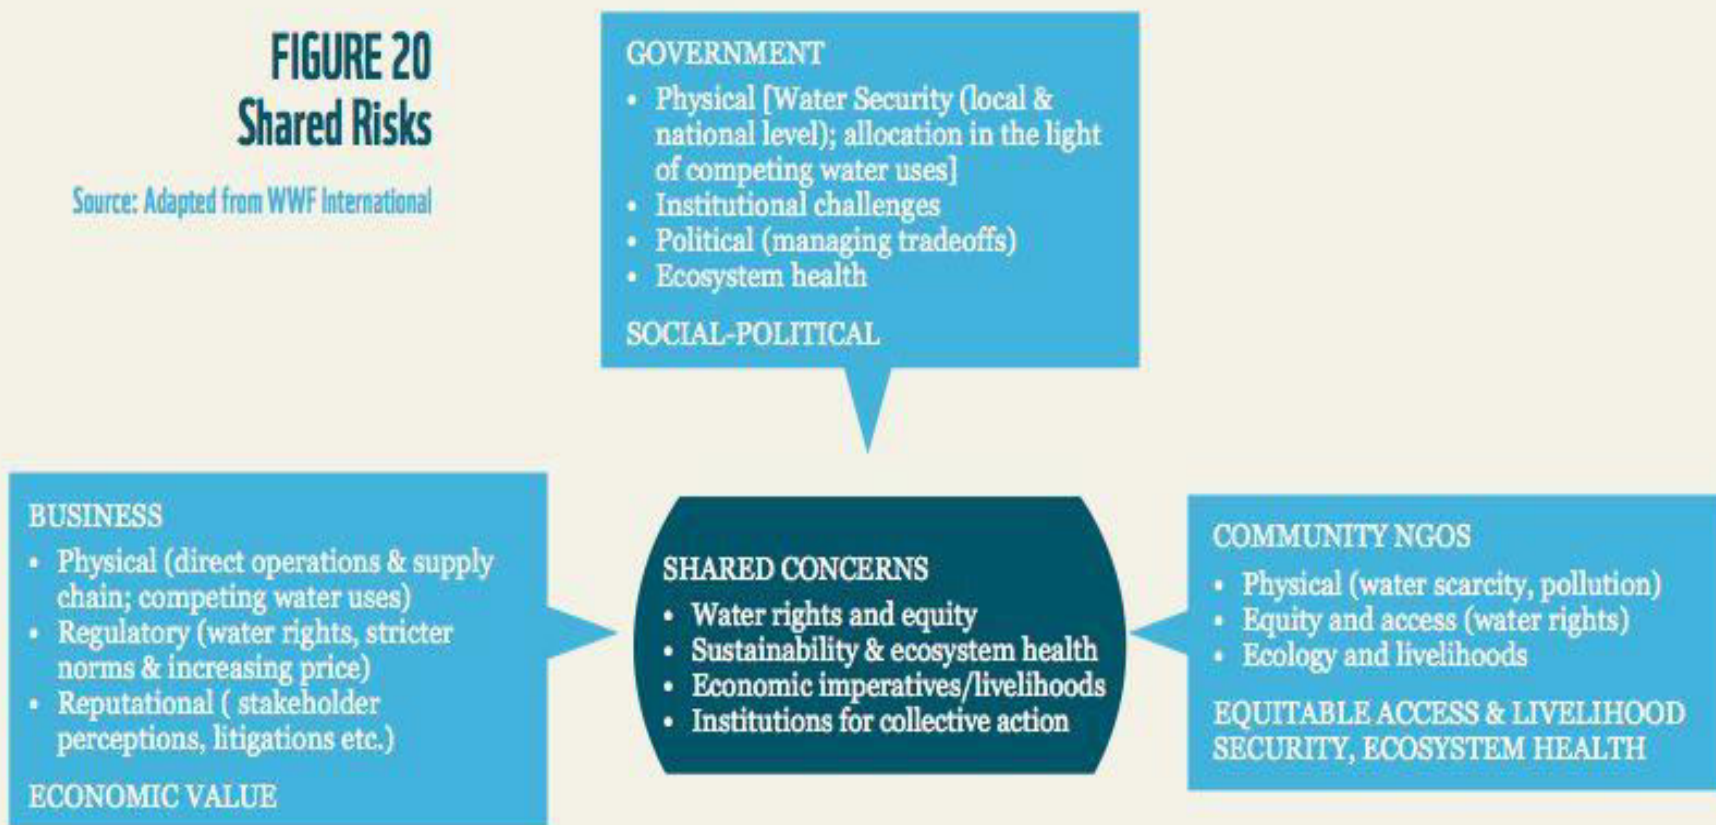 FIGURE 20
Shared Risks
Source: Adapted from WWF International
GOVERNMENT
• Physical [Water Security (local &
national level); allocation in the light
of competing water uses]
• Institutional challenges
• Political (managing tradeoffs)
• Ecosystem health
SOCIAL-POLITICAL
BUSINESS
• Physical (direct operations & supply
chain; competing water uses)
• Regulatory (water rights, stricter
norms & increasing price)
• Reputational ( stakeholder
perceptions, litigations etc.)
ECONOMIC VALUE
SHARED CONCERNS
• Water rights and equity
• Sustainability & ecosystem health
• Economic imperatives/livelihoods
• Institutions for collective action
COMMUNITY NGOS
• Physical (water scarcity, pollution)
• Equity and access (water rights)
• Ecology and livelihoods
EQUITABLE ACCESS & LIVELIHOOD
SECURITY, ECOSYSTEM HEALTH